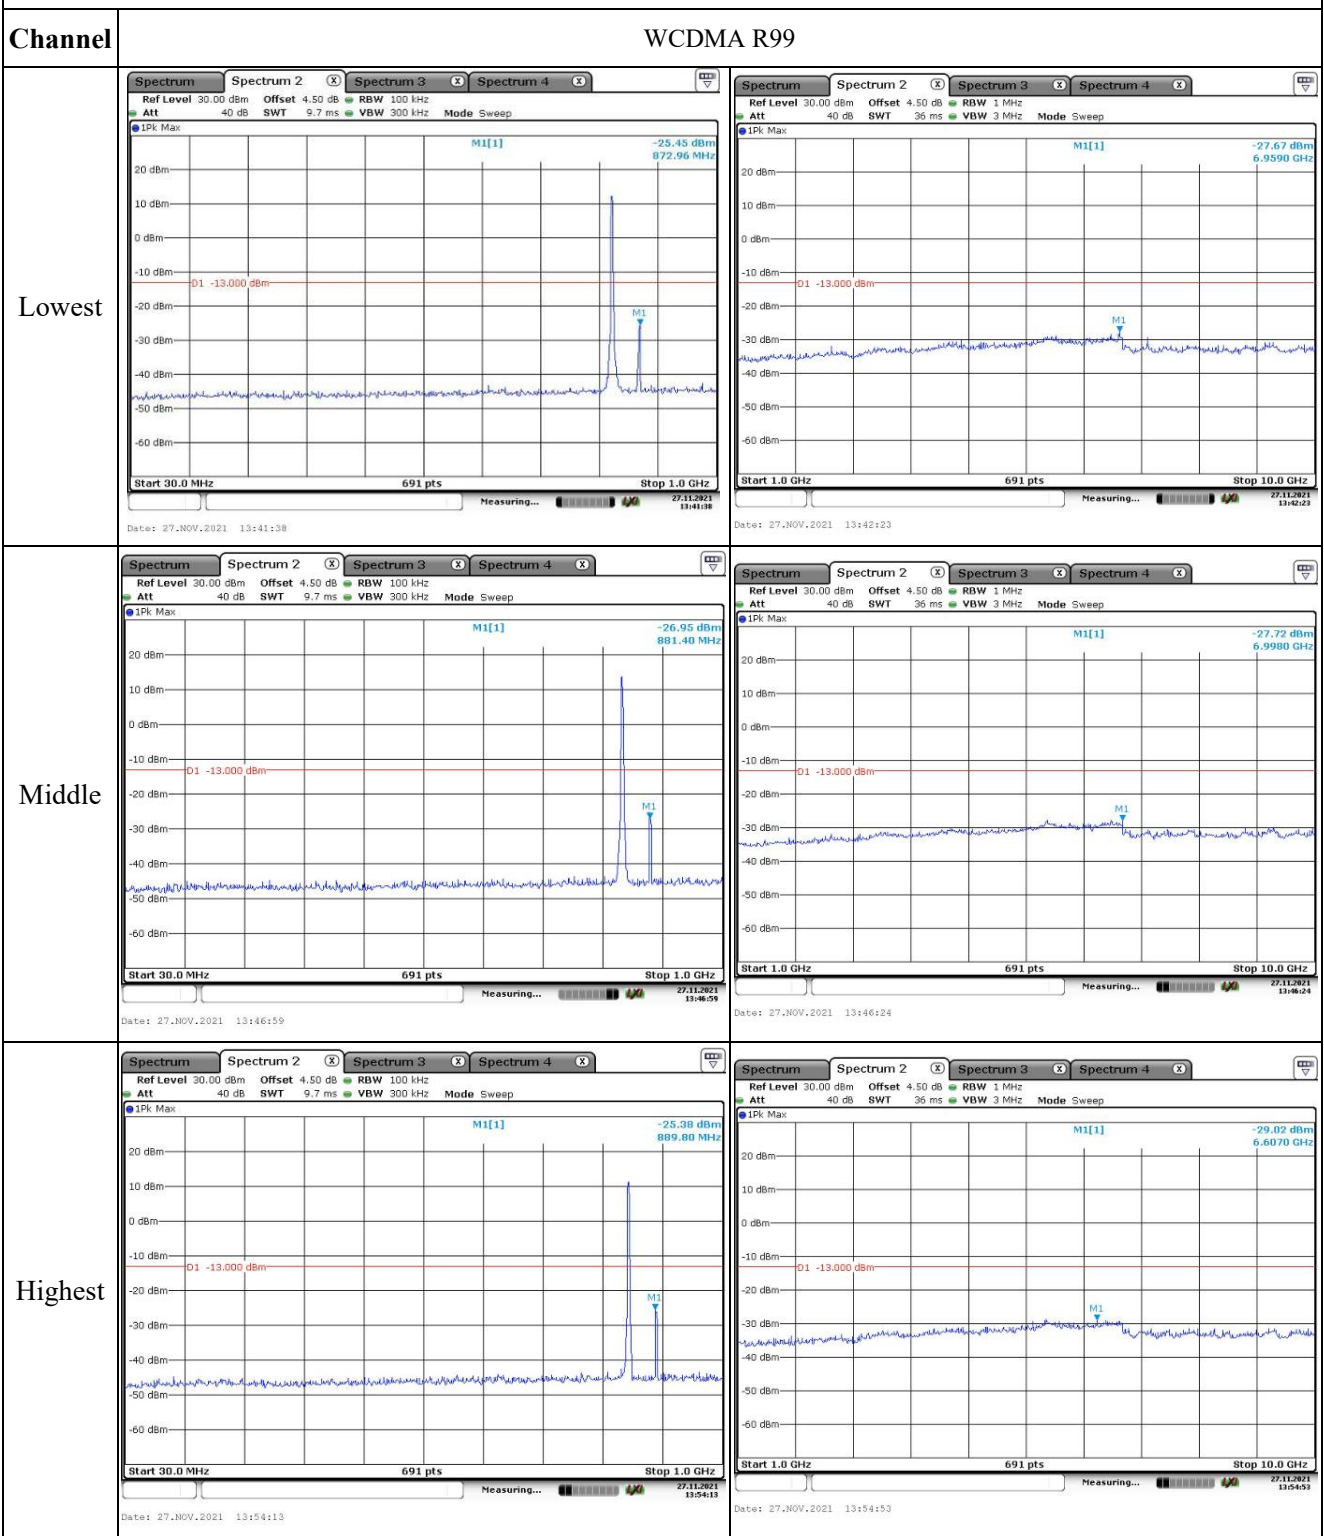 Channel WCDMA R99
Lowest
Spectrum Spectrum 2 Spectrum 3 Spectrum 4
Ref Level 30.00 dBm Offset 4.50 dB RBW 100 kHz
Att 40 dB SWT 9.7 ms VBW 300 kHz Mode Sweep
1Pk Max
M1[1] -25.45 dBm
872.96 MHz
20 dBm
10 dBm
0 dBm
-10 dBm
D1 -13.000 dBm
-20 dBm
M1
-30 dBm
-40 dBm
-50 dBm
-60 dBm
Start 30.0 MHz 691 pts Stop 1.0 GHz
Measuring... 27.11.2021
13:41:38
Date: 27.NOV.2021 13:41:38
Spectrum Spectrum 2 Spectrum 3 Spectrum 4
Ref Level 30.00 dBm Offset 4.50 dB RBW 1 MHz
Att 40 dB SWT 36 ms VBW 3 MHz Mode Sweep
1Pk Max
M1[1] -27.67 dBm
6.9590 GHz
20 dBm
10 dBm
0 dBm
-10 dBm
D1 -13.000 dBm
-20 dBm
M1
-30 dBm
-40 dBm
-50 dBm
-60 dBm
Start 1.0 GHz 691 pts Stop 10.0 GHz
Measuring... 27.11.2021
13:42:23
Date: 27.NOV.2021 13:42:23
Middle
Spectrum Spectrum 2 Spectrum 3 Spectrum 4
Ref Level 30.00 dBm Offset 4.50 dB RBW 100 kHz
Att 40 dB SWT 9.7 ms VBW 300 kHz Mode Sweep
1Pk Max
M1[1] -26.95 dBm
881.40 MHz
20 dBm
10 dBm
0 dBm
-10 dBm
D1 -13.000 dBm
-20 dBm
M1
-30 dBm
-40 dBm
-50 dBm
-60 dBm
Start 30.0 MHz 691 pts Stop 1.0 GHz
Measuring... 27.11.2021
13:46:59
Date: 27.NOV.2021 13:46:59
Spectrum Spectrum 2 Spectrum 3 Spectrum 4
Ref Level 30.00 dBm Offset 4.50 dB RBW 1 MHz
Att 40 dB SWT 36 ms VBW 3 MHz Mode Sweep
1Pk Max
M1[1] -27.72 dBm
6.9980 GHz
20 dBm
10 dBm
0 dBm
-10 dBm
D1 -13.000 dBm
-20 dBm
M1
-30 dBm
-40 dBm
-50 dBm
-60 dBm
Start 1.0 GHz 691 pts Stop 10.0 GHz
Measuring... 27.11.2021
13:46:24
Date: 27.NOV.2021 13:46:24
Highest
Spectrum Spectrum 2 Spectrum 3 Spectrum 4
Ref Level 30.00 dBm Offset 4.50 dB RBW 100 kHz
Att 40 dB SWT 9.7 ms VBW 300 kHz Mode Sweep
1Pk Max
M1[1] -25.38 dBm
889.80 MHz
20 dBm
10 dBm
0 dBm
-10 dBm
D1 -13.000 dBm
-20 dBm
M1
-30 dBm
-40 dBm
-50 dBm
-60 dBm
Start 30.0 MHz 691 pts Stop 1.0 GHz
Measuring... 27.11.2021
13:54:13
Date: 27.NOV.2021 13:54:13
Spectrum Spectrum 2 Spectrum 3 Spectrum 4
Ref Level 30.00 dBm Offset 4.50 dB RBW 1 MHz
Att 40 dB SWT 36 ms VBW 3 MHz Mode Sweep
1Pk Max
M1[1] -29.02 dBm
6.6070 GHz
20 dBm
10 dBm
0 dBm
-10 dBm
D1 -13.000 dBm
-20 dBm
M1
-30 dBm
-40 dBm
-50 dBm
-60 dBm
Start 1.0 GHz 691 pts Stop 10.0 GHz
Measuring... 27.11.2021
13:54:53
Date: 27.NOV.2021 13:54:53